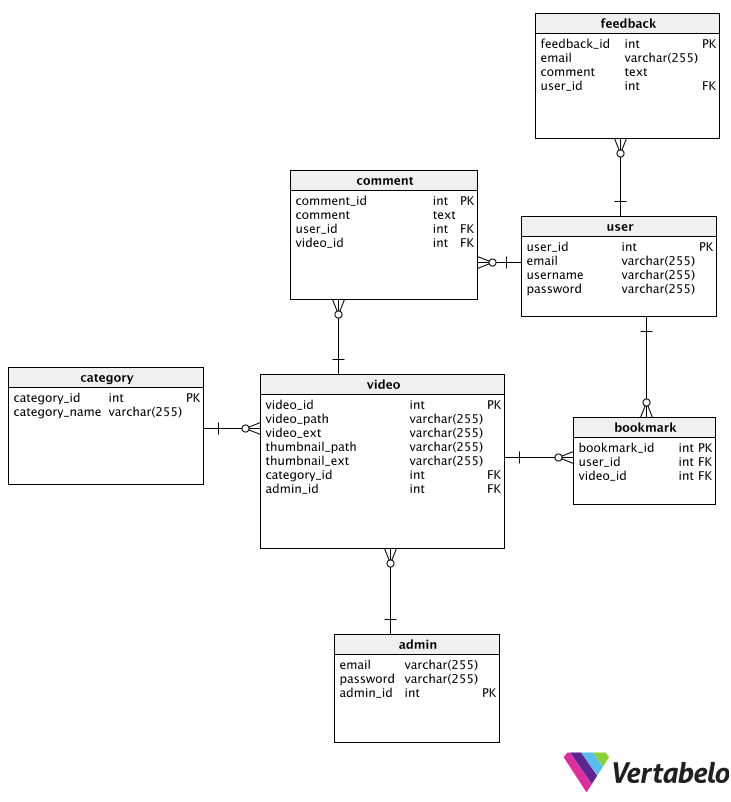 feedback
feedback_id int PK
email varchar(255)
comment text
user_id int FK
comment
comment_id int PK
comment text
user_id int FK
video_id int FK
user
user_id int PK
email varchar(255)
username varchar(255)
password varchar(255)
category
category_id int PK
category_name varchar(255)
video
video_id int PK
video_path varchar(255)
video_ext varchar(255)
thumbnail_path varchar(255)
thumbnail_ext varchar(255)
category_id int FK
admin_id int FK
bookmark
bookmark_id int PK
user_id int FK
video_id int FK
admin
email varchar(255)
password varchar(255)
admin_id int PK
Vertabelo